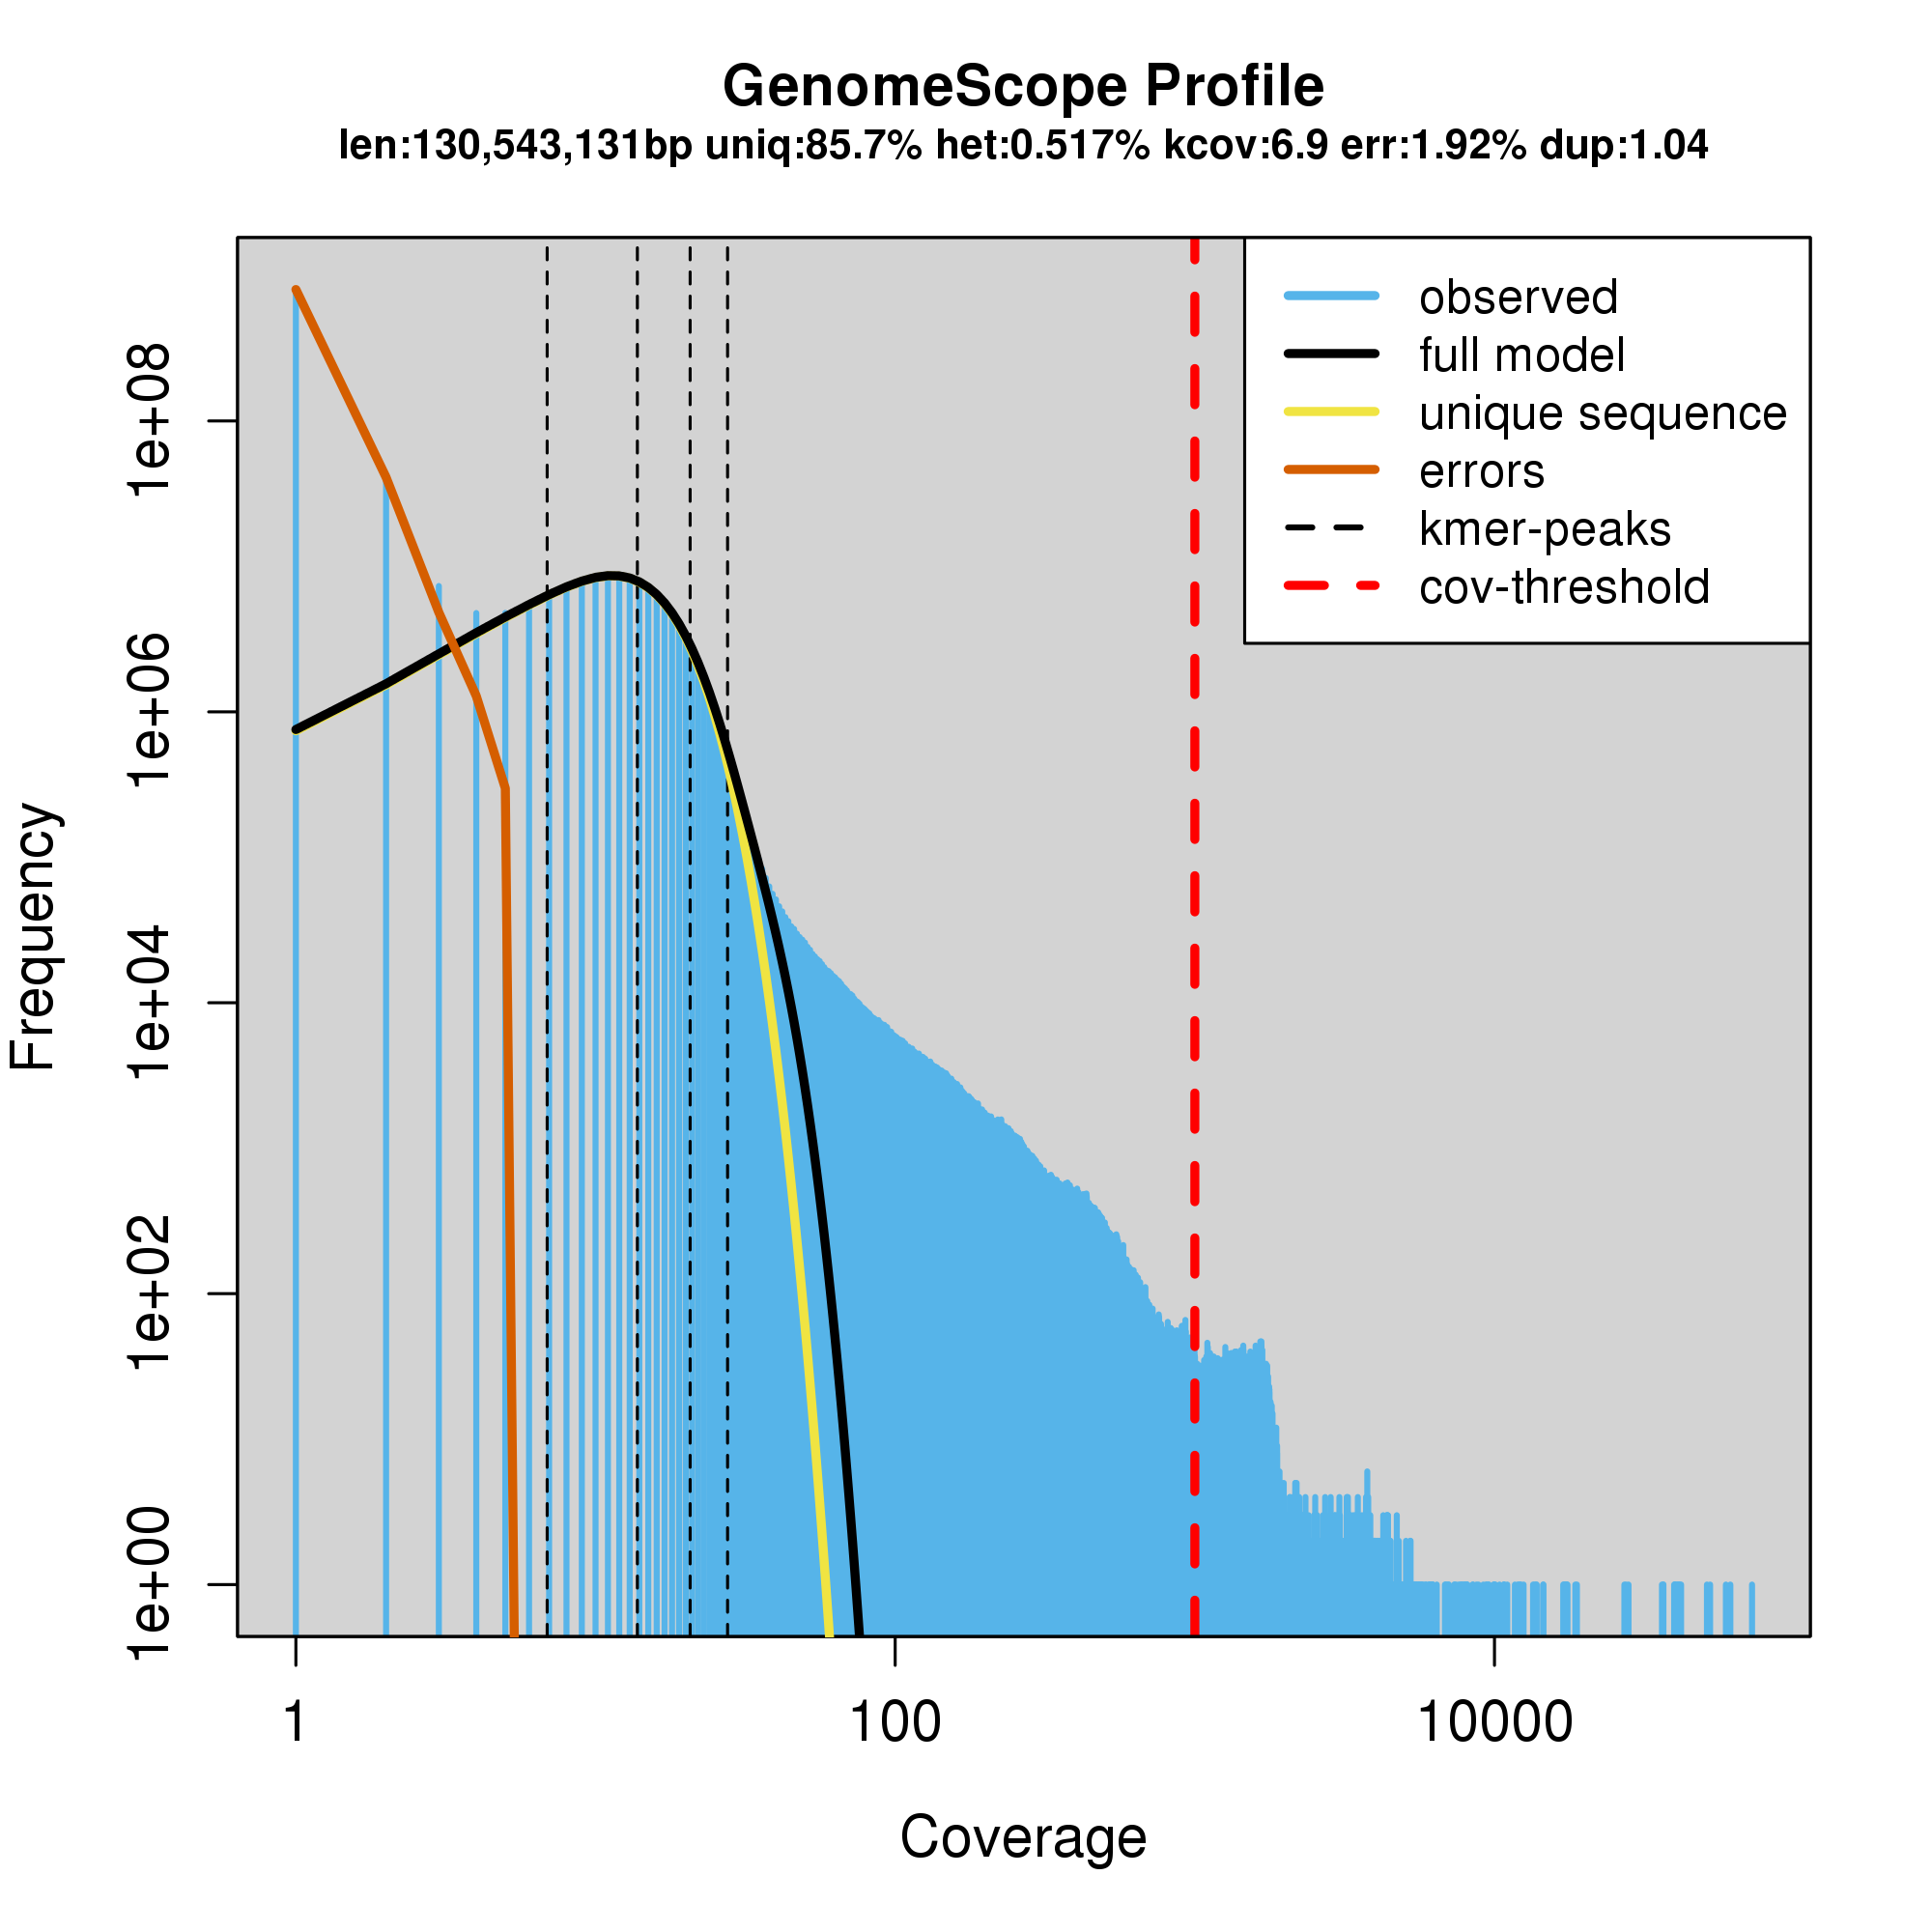 GenomeScope Profile
len:130,543,131bp uniq:85.7% het:0.517% kcov:6.9 err:1.92% dup:1.04
observed
full model
unique sequence
errors
kmer-peaks
cov-threshold
Frequency
1e+08
1e+06
1e+04
1e+02
1e+00
1
100
10000
Coverage